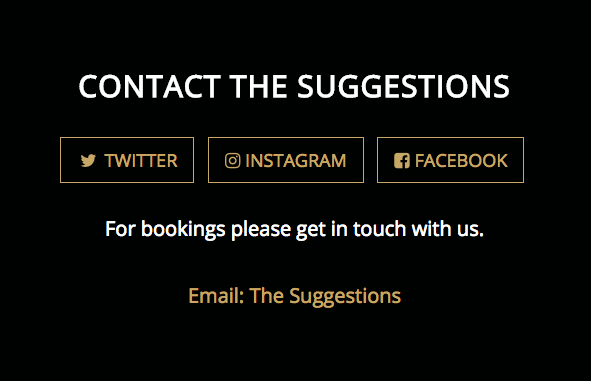 CONTACT THE SUGGESTIONS
TWITTER INSTAGRAM FACEBOOK
For bookings please get in touch with us.
Email: The Suggestions